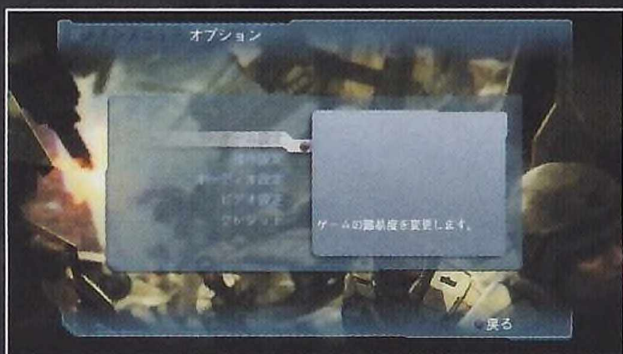 オプション
オーディオ設定
ビデオ設定
クレジット
ゲームの難易度を変更します。
戻る